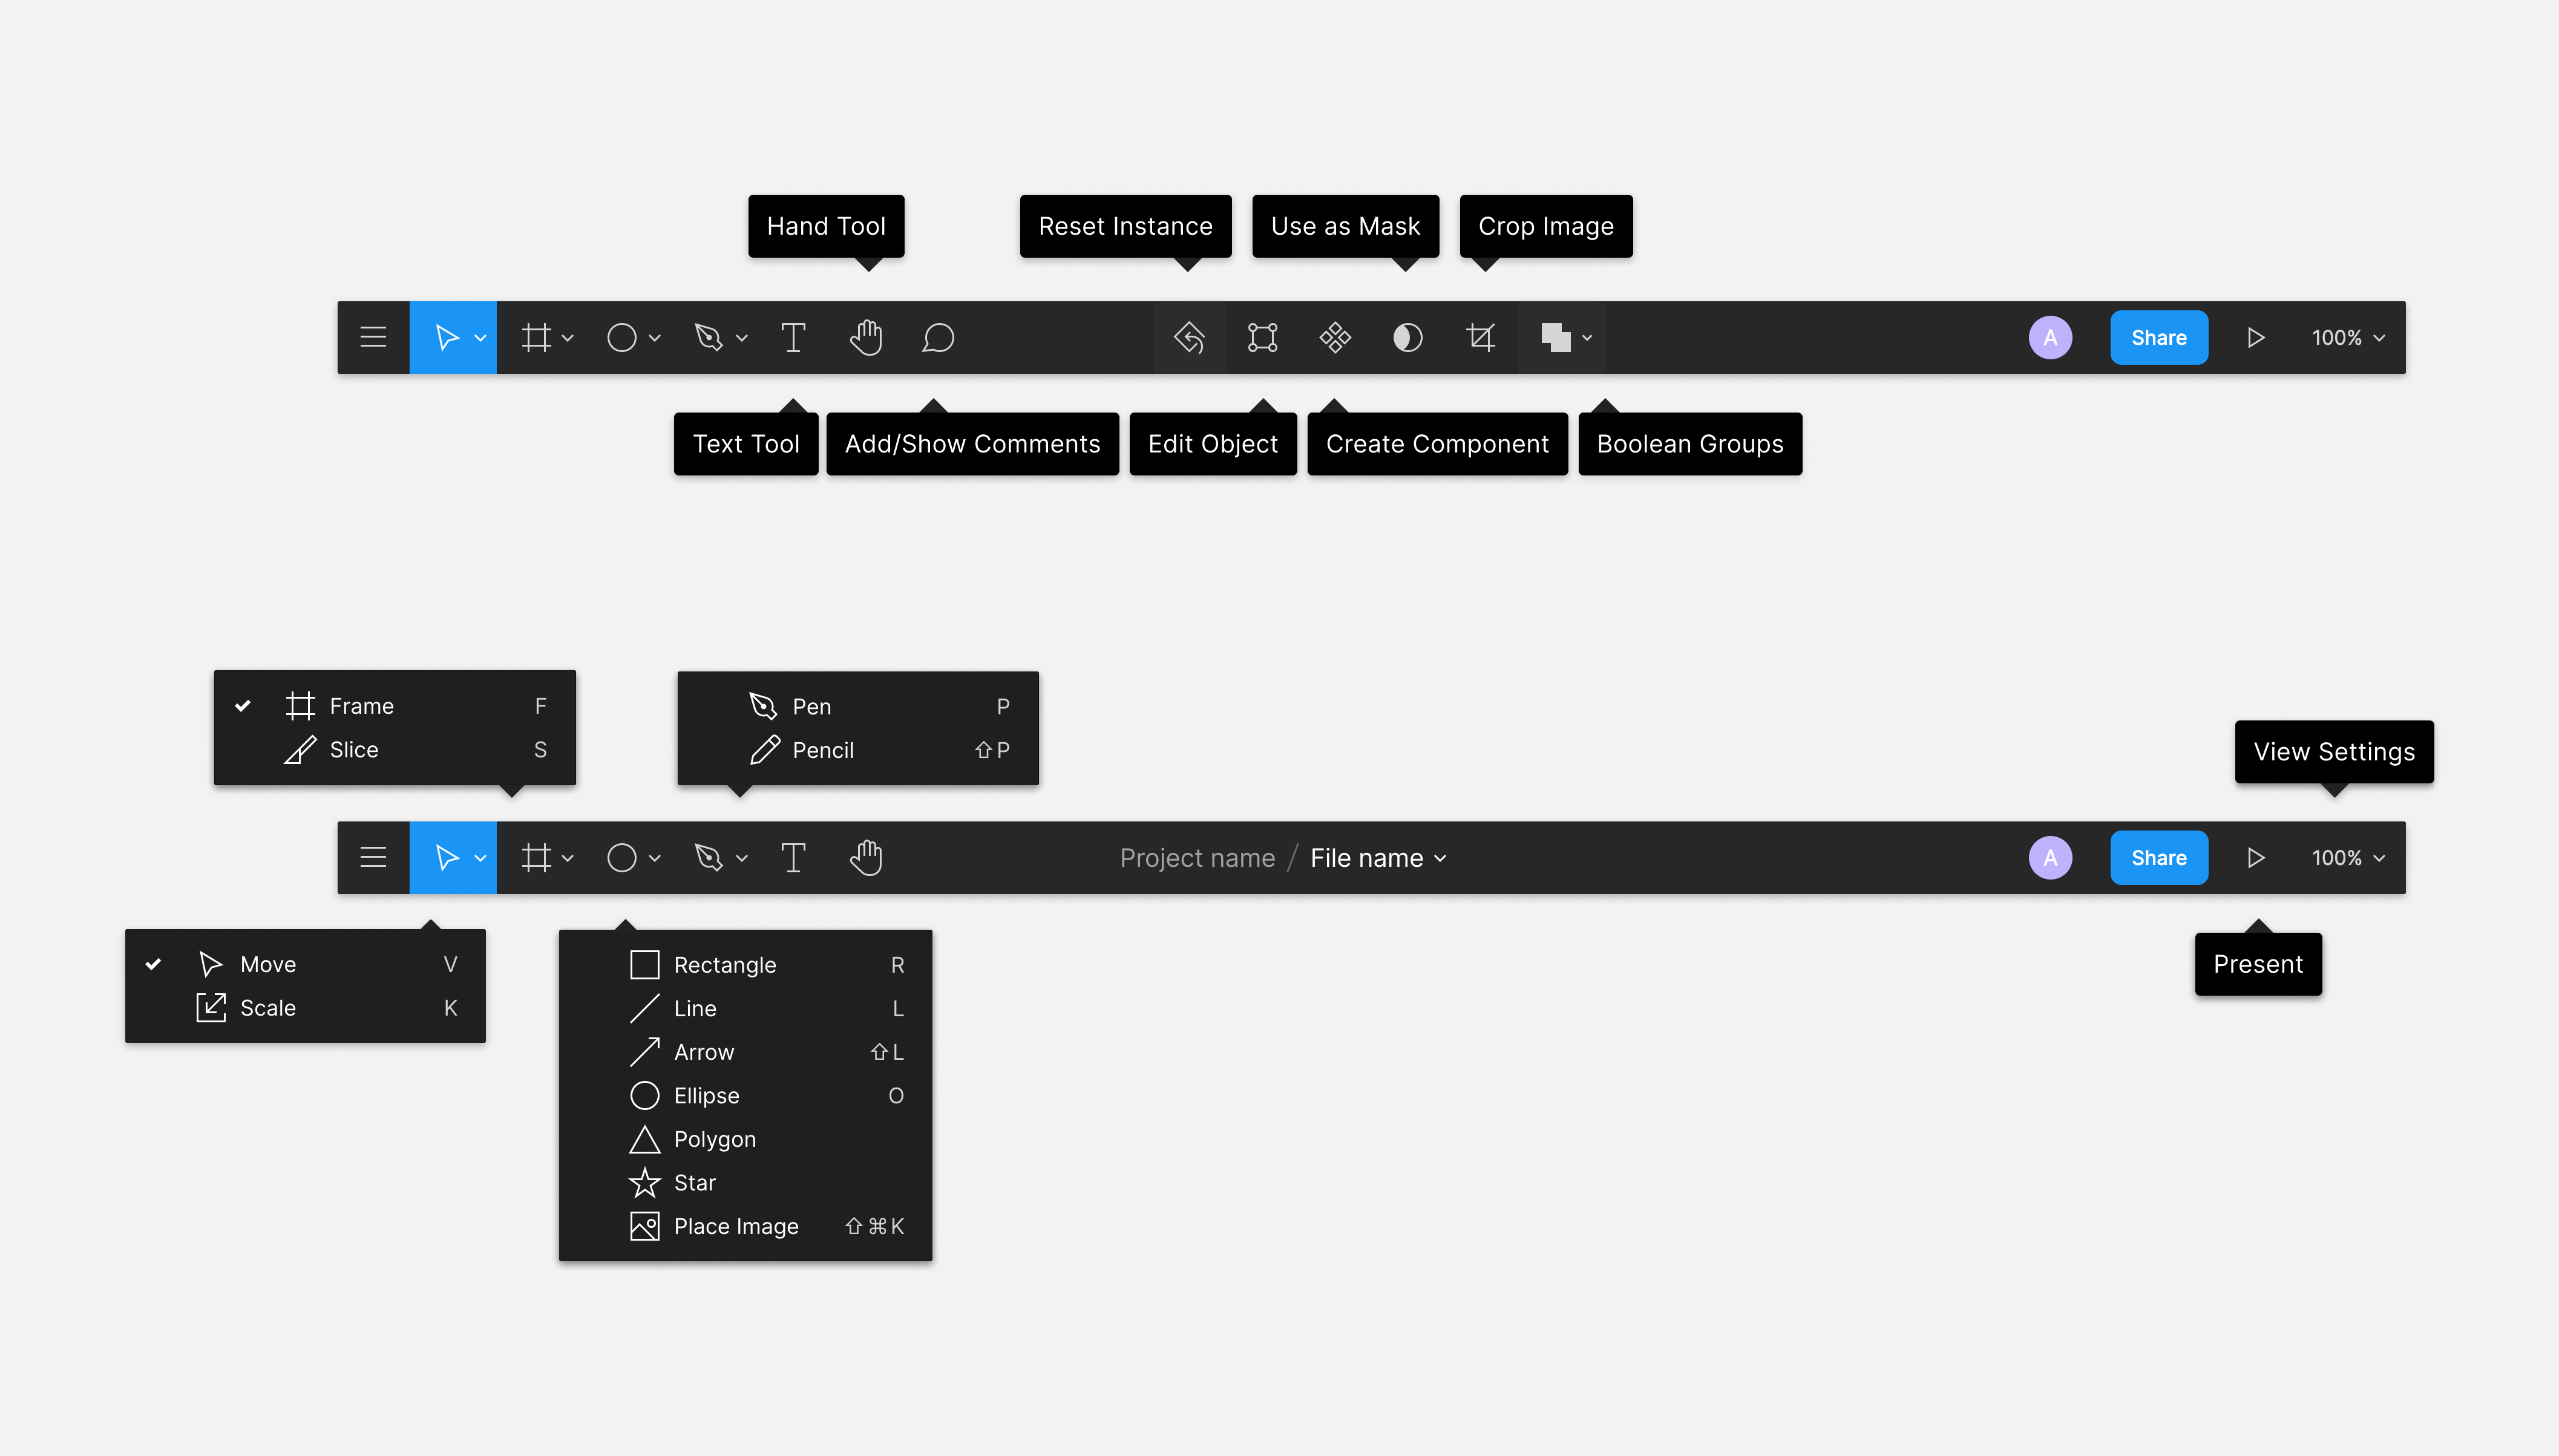 Hand Tool
Reset Instance
Use as Mask
Crop Image
A
Share
100%
Text Tool
Add/Show Comments
Edit Object
Create Component
Boolean Groups
Frame F
Slice S
Pen P
Pencil ⇧P
View Settings
Project name / File name
A
Share
100%
Move V
Scale K
Rectangle R
Line L
Arrow ⇧L
Ellipse O
Polygon
Star
Place Image ⇧⌘K
Present